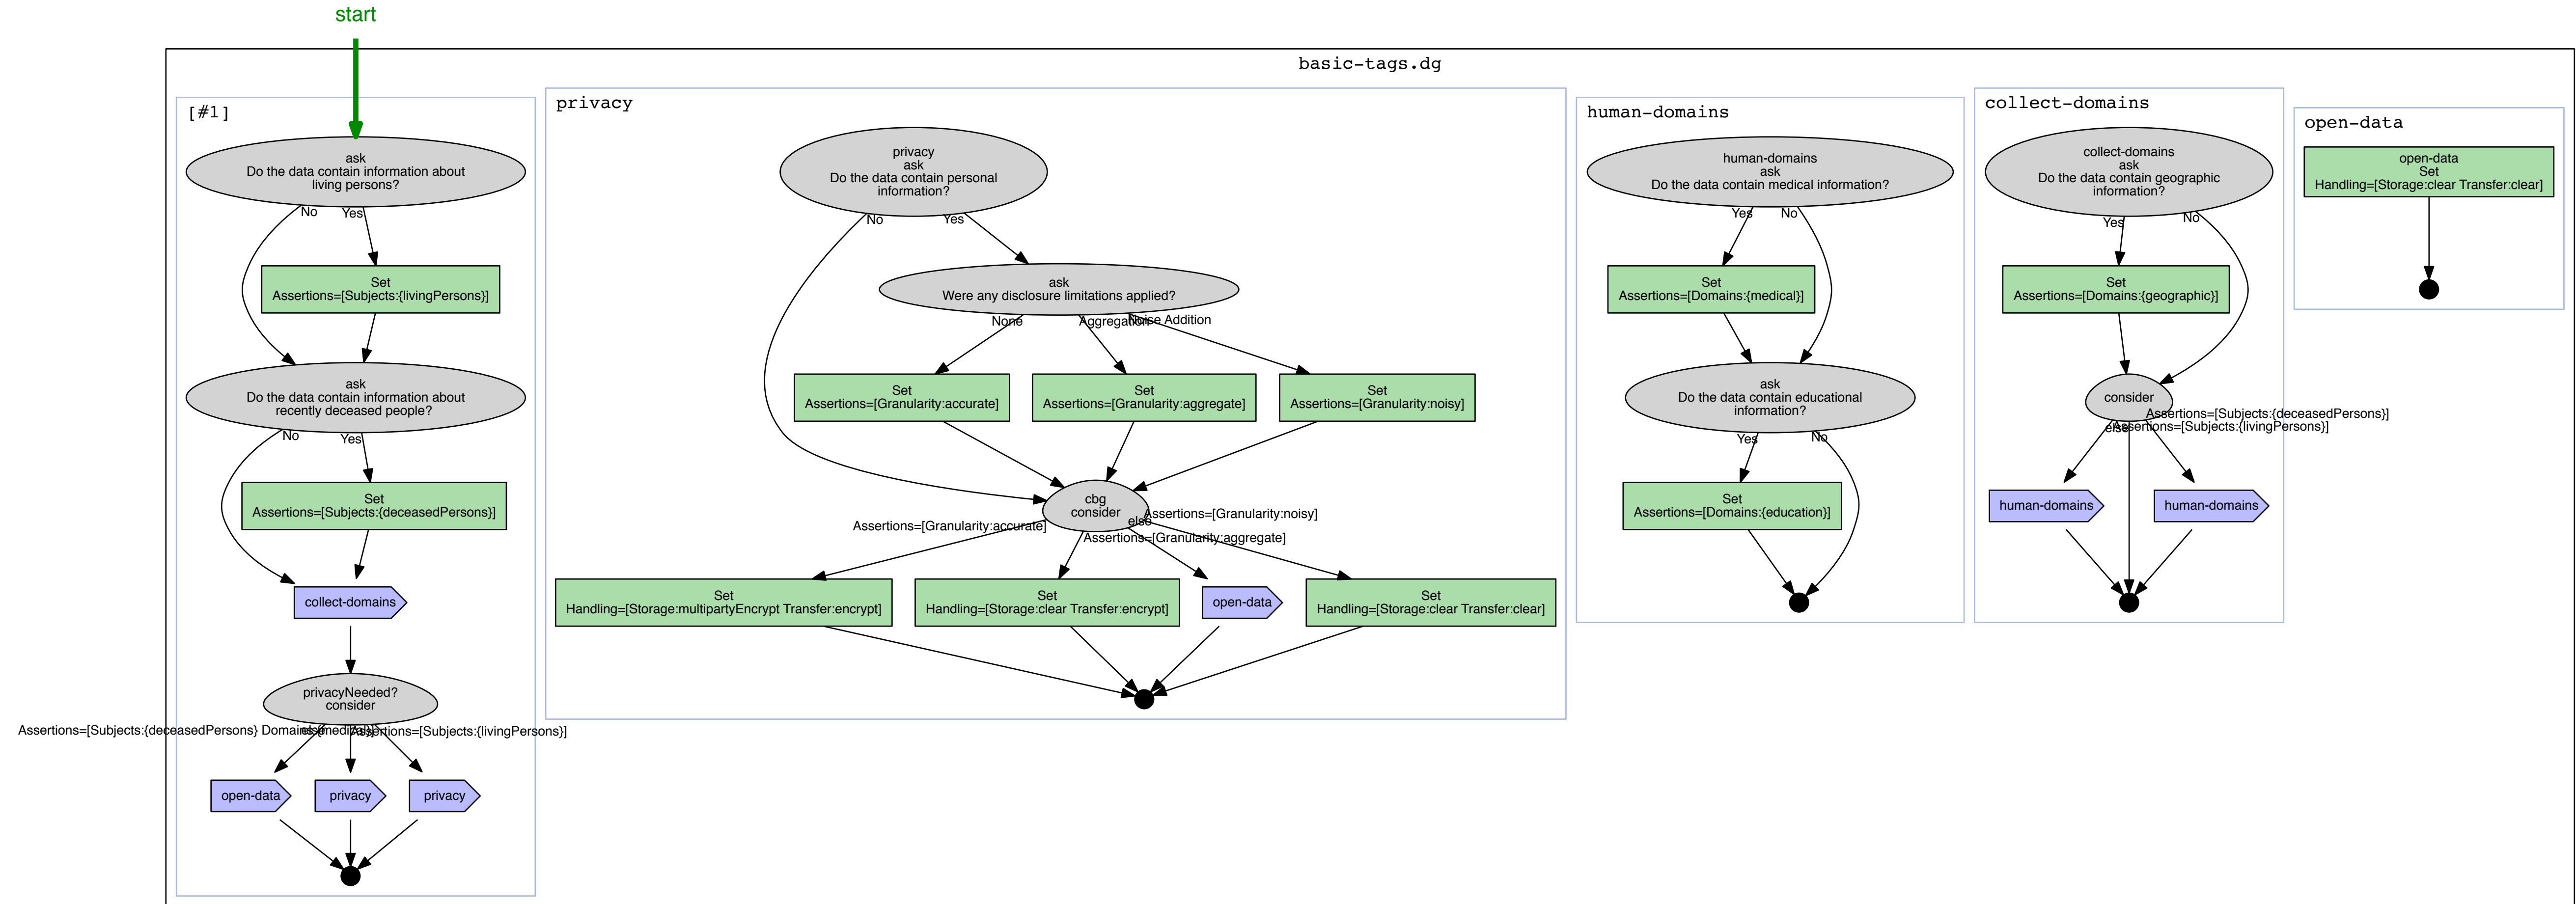 start
basic-tags.dg
[#1]
ask
Do the data contain information about
living persons?
No
Yes
Set
Assertions=[Subjects:{livingPersons}]
ask
Do the data contain information about
recently deceased people?
No
Yes
Set
Assertions=[Subjects:{deceasedPersons}]
collect-domains
privacyNeeded?
consider
Assertions=[Subjects:{deceasedPersons} Domains:{medical}]
else
Assertions=[Subjects:{livingPersons}]
open-data
privacy
privacy
privacy
privacy
ask
Do the data contain personal
information?
No
Yes
ask
Were any disclosure limitations applied?
None
Aggregation
Noise Addition
Set
Assertions=[Granularity:accurate]
Set
Assertions=[Granularity:aggregate]
Set
Assertions=[Granularity:noisy]
cbg
consider
Assertions=[Granularity:accurate]
Assertions=[Granularity:aggregate]
else
Assertions=[Granularity:noisy]
Set
Handling=[Storage:multipartyEncrypt Transfer:encrypt]
Set
Handling=[Storage:clear Transfer:encrypt]
open-data
Set
Handling=[Storage:clear Transfer:clear]
human-domains
human-domains
ask
Do the data contain medical information?
Yes
No
Set
Assertions=[Domains:{medical}]
ask
Do the data contain educational
information?
Yes
No
Set
Assertions=[Domains:{education}]
collect-domains
collect-domains
ask
Do the data contain geographic
information?
Yes
No
Set
Assertions=[Domains:{geographic}]
consider
Assertions=[Subjects:{deceasedPersons}]
else
Assertions=[Subjects:{livingPersons}]
human-domains
human-domains
open-data
open-data
Set
Handling=[Storage:clear Transfer:clear]